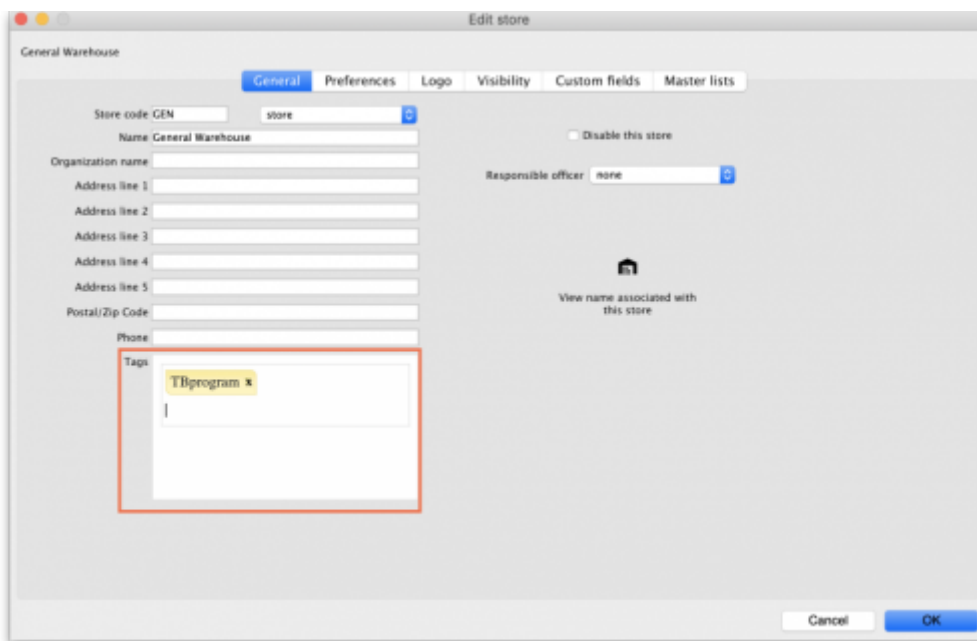 Edit store
General Warehouse
General Preferences Logo Visibility Custom fields Master lists
Store code GEN store
Disable this store
Name General Warehouse
Organization name
Responsible officer none
Address line 1
Address line 2
Address line 3
Address line 4
Address line 5
View name associated with
this store
Postal/Zip Code
Phone
Tags
TBprogram x
Cancel OK